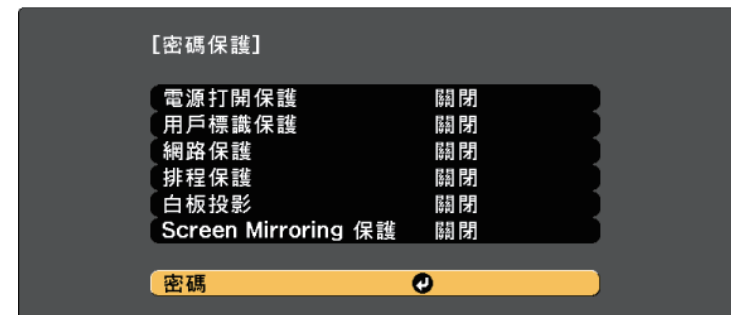 [密碼保護]
電源打開保護 關閉
用戶標識保護 關閉
網路保護 關閉
排程保護 關閉
白板投影 關閉
Screen Mirroring 保護 關閉
密碼